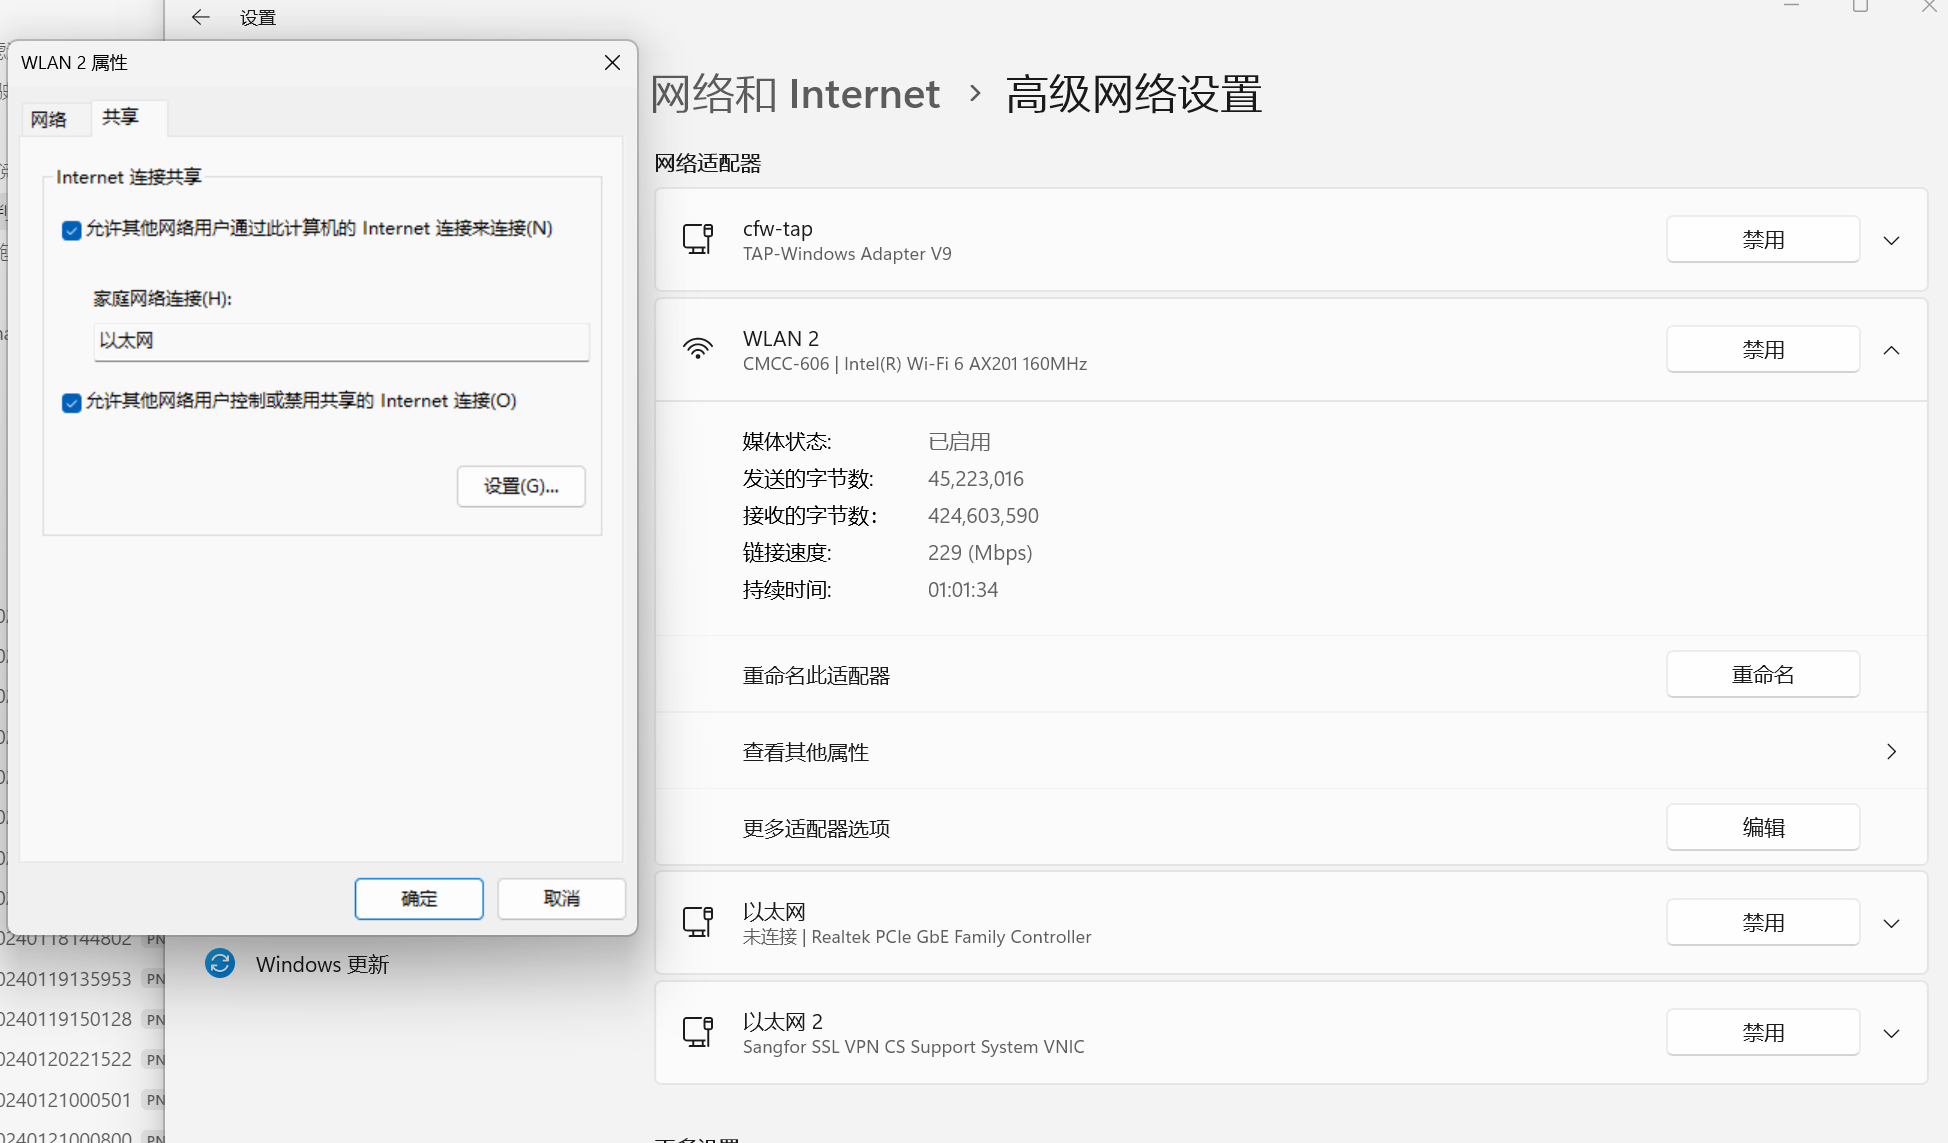 设置
WLAN 2 属性
网络
共享
Internet 连接共享
允许其他网络用户通过此计算机的 Internet 连接来连接(N)
家庭网络连接(H):
以太网
允许其他网络用户控制或禁用共享的 Internet 连接(O)
设置(G)...
确定
取消
0240118144802 PN
0240119135953 PN
0240119150128 PN
0240120221522 PN
0240121000501 PN
0240121000800 PN
Windows 更新
网络和 Internet › 高级网络设置
网络适配器
cfw-tap
TAP-Windows Adapter V9
禁用
WLAN 2
CMCC-606 | Intel(R) Wi-Fi 6 AX201 160MHz
禁用
媒体状态: 已启用
发送的字节数: 45,223,016
接收的字节数: 424,603,590
链接速度: 229 (Mbps)
持续时间: 01:01:34
重命名此适配器
重命名
查看其他属性
更多适配器选项
编辑
以太网
未连接 | Realtek PCIe GbE Family Controller
禁用
以太网 2
Sangfor SSL VPN CS Support System VNIC
禁用